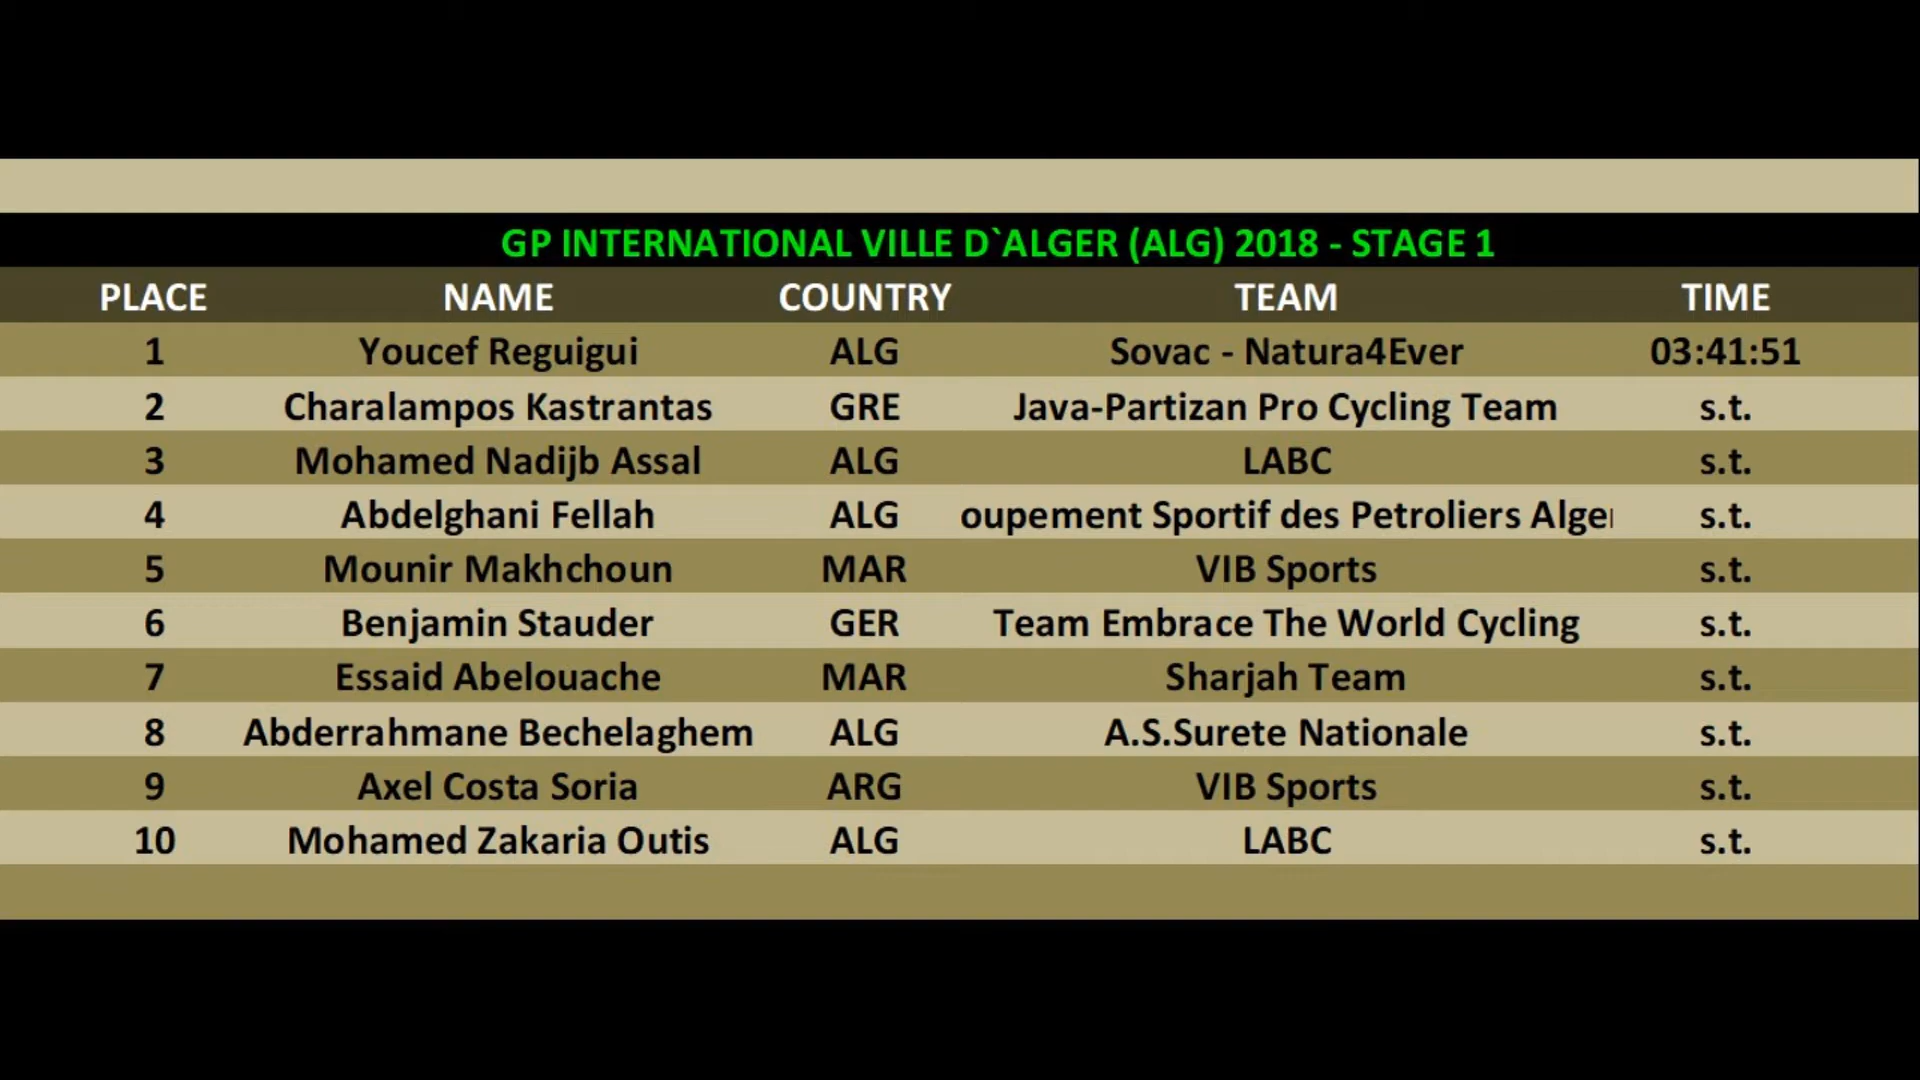 GP INTERNATIONAL VILLE D`ALGER (ALG) 2018 - STAGE 1
PLACE NAME COUNTRY TEAM TIME
1 Youcef Reguigui ALG Sovac - Natura4Ever 03:41:51
2 Charalampos Kastrantas GRE Java-Partizan Pro Cycling Team s.t.
3 Mohamed Nadijb Assal ALG LABC s.t.
4 Abdelghani Fellah ALG oupement Sportif des Petroliers Alger s.t.
5 Mounir Makhchoun MAR VIB Sports s.t.
6 Benjamin Stauder GER Team Embrace The World Cycling s.t.
7 Essaid Abelouache MAR Sharjah Team s.t.
8 Abderrahmane Bechelaghem ALG A.S.Surete Nationale s.t.
9 Axel Costa Soria ARG VIB Sports s.t.
10 Mohamed Zakaria Outis ALG LABC s.t.